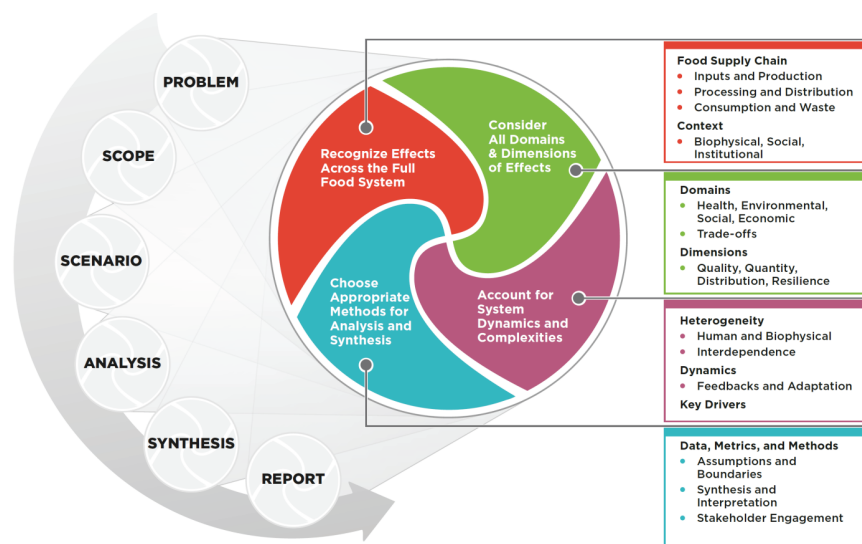 PROBLEM
SCOPE
SCENARIO
ANALYSIS
SYNTHESIS
REPORT
Recognize Effects
Across the Full
Food System
Consider
All Domains
& Dimensions
of Effects
Choose
Appropriate
Methods for
Analysis and
Synthesis
Account for
System
Dynamics and
Complexities
Food Supply Chain
• Inputs and Production
• Processing and Distribution
• Consumption and Waste
Context
• Biophysical, Social,
Institutional
Domains
• Health, Environmental,
Social, Economic
• Trade-offs
Dimensions
• Quality, Quantity,
Distribution, Resilience
Heterogeneity
• Human and Biophysical
• Interdependence
Dynamics
• Feedbacks and Adaptation
Key Drivers
Data, Metrics, and Methods
• Assumptions and
Boundaries
• Synthesis and
Interpretation
• Stakeholder Engagement